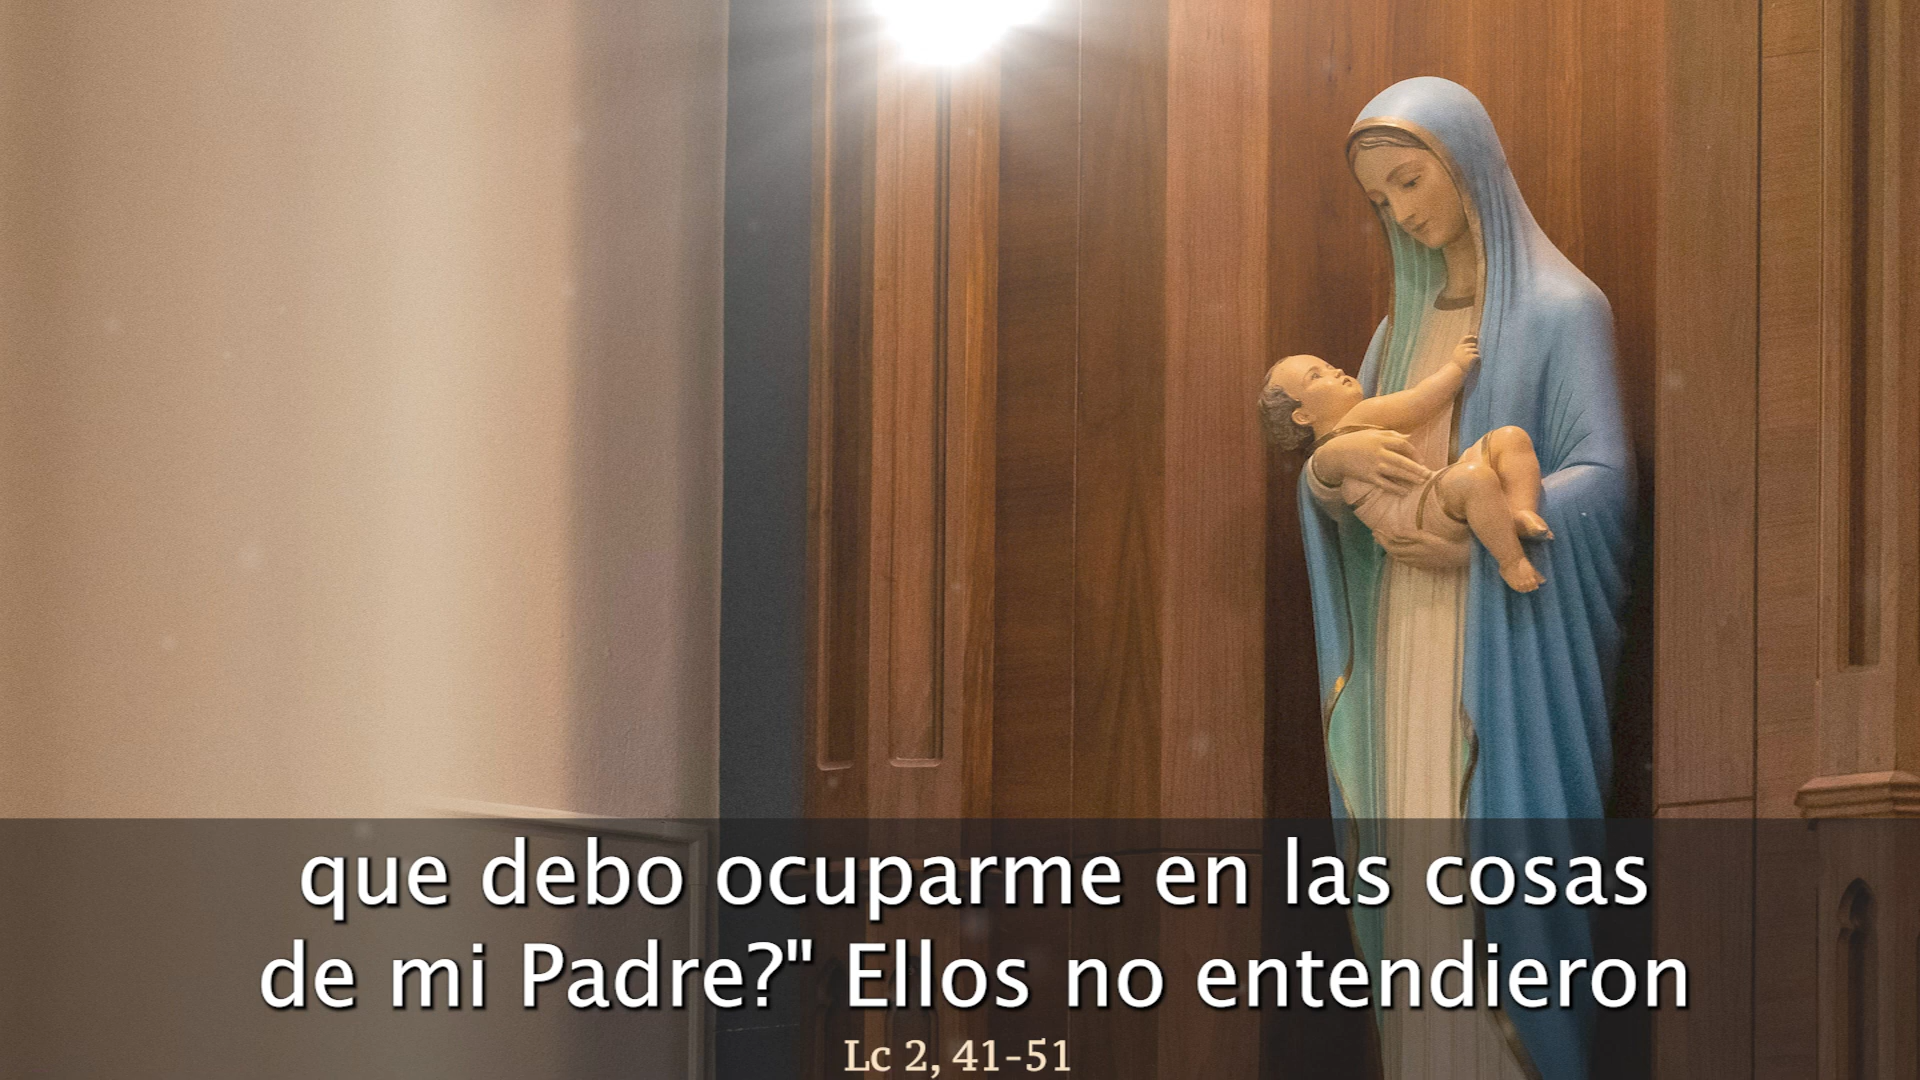 que debo ocuparme en las cosas
de mi Padre?" Ellos no entendieron
Lc 2, 41-51